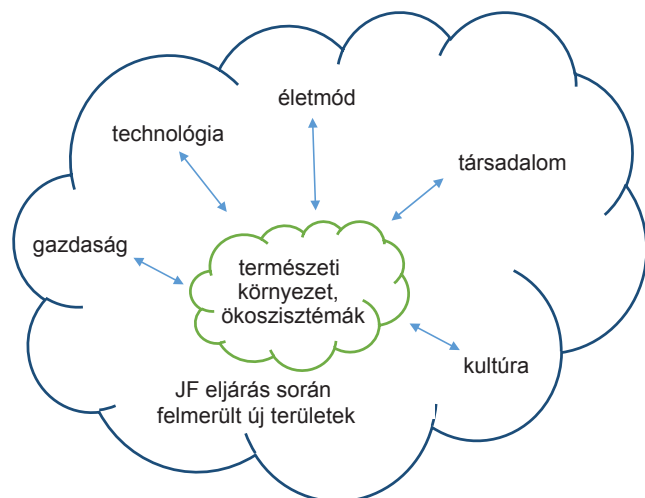 életmód
technológia
társadalom
gazdaság
természeti
környezet,
ökoszisztémák
kultúra
JF eljárás során
felmerült új területek